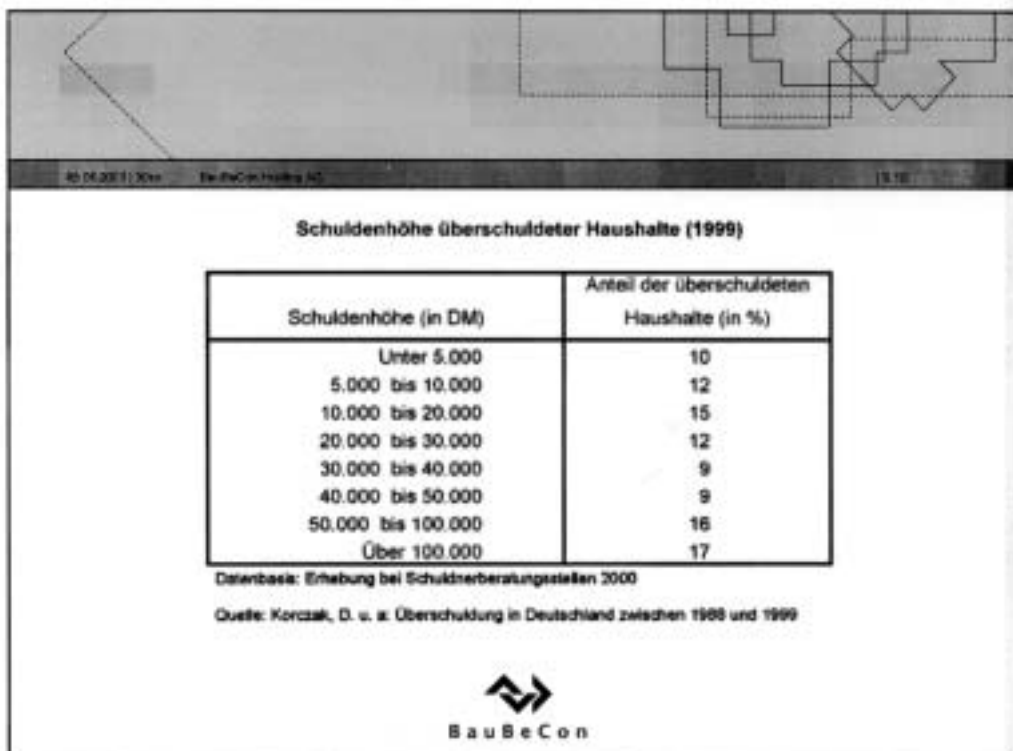 BauBeCon Holding AG
Schuldenhöhe überschuldeter Haushalte (1999)
Schuldenhöhe (in DM) Anteil der überschuldeten Haushalte (in %)
Unter 5.000 10
5.000 bis 10.000 12
10.000 bis 20.000 15
20.000 bis 30.000 12
30.000 bis 40.000 9
40.000 bis 50.000 9
50.000 bis 100.000 16
Über 100.000 17
Datenbasis: Erhebung bei Schuldnerberatungsstellen 2000
Quelle: Korczak, D. u. a: Überschuldung in Deutschland zwischen 1988 und 1999
BauBeCon